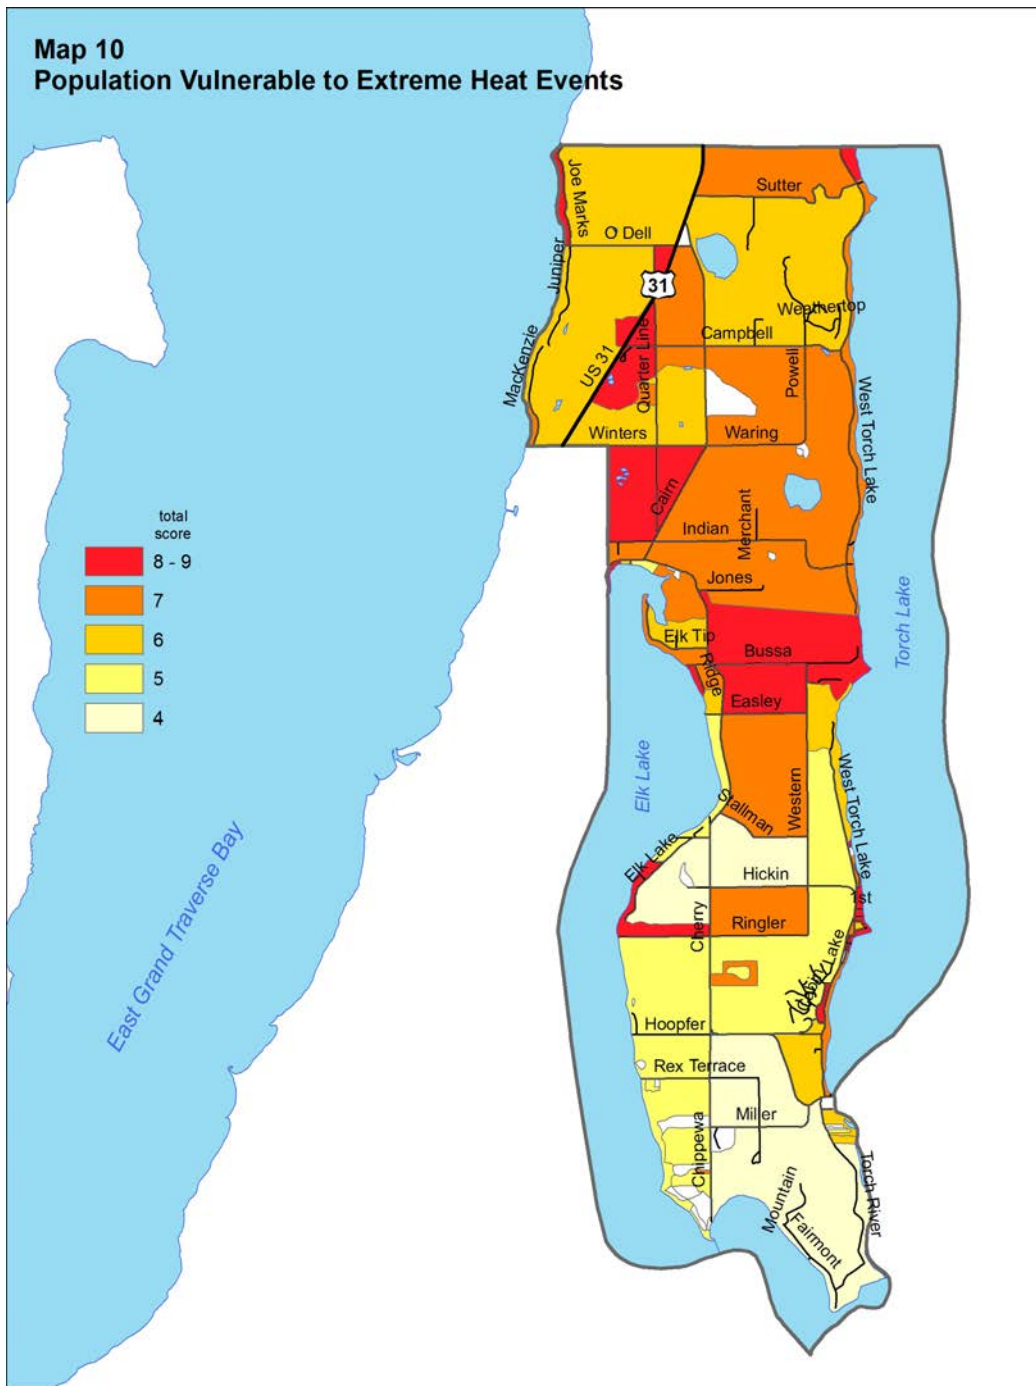 Map 10
Population Vulnerable to Extreme Heat Events
Joe Marks
Sutter
O' Dell
Juniper
31
Weathertop
MacKenzie
US 31
Quarter Line
Campbell
Powell
West Torch Lake
Winters
Waring
Cairn
Merchant
Indian
total
score
8 - 9
7
6
5
4
Jones
Torch Lake
Elk Tip
Bussa
Ridge
Easley
Elk Lake
Western
Stallman
West Torch Lake
Elk Lake
Hickin
1st
Cherry
Ringler
East Grand Traverse Bay
Lake
Hoopfer
Rex Terrace
Miller
Chippewa
Torch River
Mountain
Fairmont